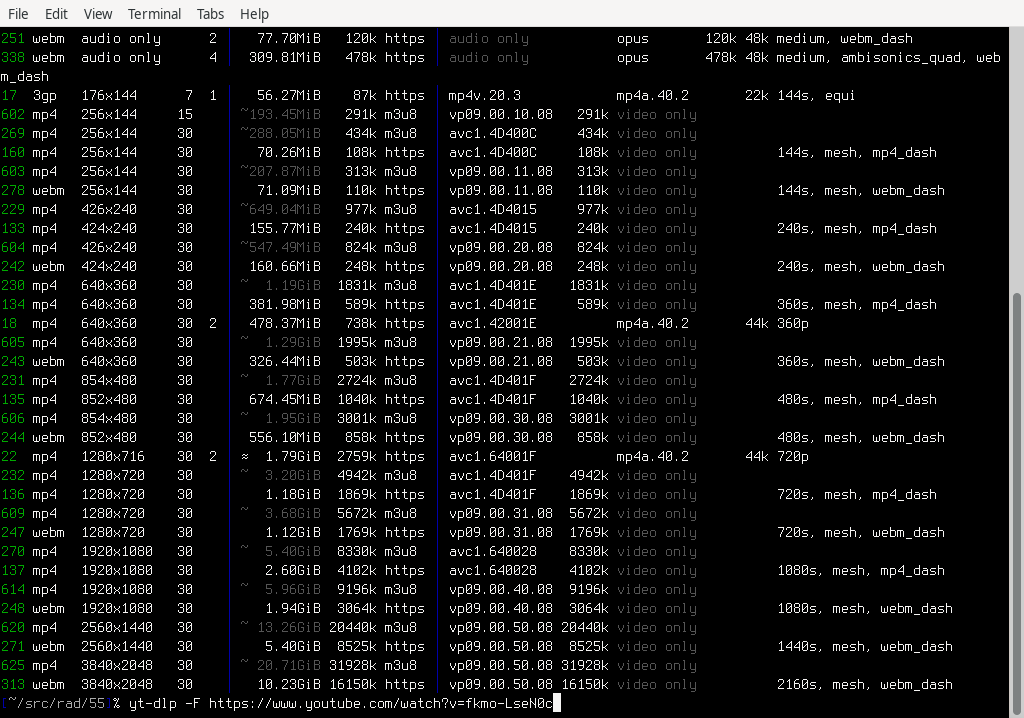 File Edit View Terminal Tabs Help
251 webm audio only 2 │ 77.70MiB 120k https │ audio only opus 120k 48k medium, webm_dash
338 webm audio only 4 │ 309.81MiB 478k https │ audio only opus 478k 48k medium, ambisonics_quad, web
m_dash
17 3gp 176x144 7 1 │ 56.27MiB 87k https │ mp4v.20.3 mp4a.40.2 22k 144s, equi
602 mp4 256x144 15 │ ~193.45MiB 291k m3u8 │ vp09.00.10.08 291k video only
269 mp4 256x144 30 │ ~288.05MiB 434k m3u8 │ avc1.4D400C 434k video only
160 mp4 256x144 30 │ 70.26MiB 108k https │ avc1.4D400C 108k video only 144s, mesh, mp4_dash
603 mp4 256x144 30 │ ~207.87MiB 313k m3u8 │ vp09.00.11.08 313k video only
278 webm 256x144 30 │ 71.09MiB 110k https │ vp09.00.11.08 110k video only 144s, mesh, webm_dash
229 mp4 426x240 30 │ ~649.04MiB 977k m3u8 │ avc1.4D4015 977k video only
133 mp4 424x240 30 │ 155.77MiB 240k https │ avc1.4D4015 240k video only 240s, mesh, mp4_dash
604 mp4 426x240 30 │ ~547.49MiB 824k m3u8 │ vp09.00.20.08 824k video only
242 webm 424x240 30 │ 160.66MiB 248k https │ vp09.00.20.08 248k video only 240s, mesh, webm_dash
230 mp4 640x360 30 │ ~ 1.19GiB 1831k m3u8 │ avc1.4D401E 1831k video only
134 mp4 640x360 30 │ 381.98MiB 589k https │ avc1.4D401E 589k video only 360s, mesh, mp4_dash
18 mp4 640x360 30 2 │ 478.37MiB 738k https │ avc1.42001E mp4a.40.2 44k 360p
605 mp4 640x360 30 │ ~ 1.29GiB 1995k m3u8 │ vp09.00.21.08 1995k video only
243 webm 640x360 30 │ 326.44MiB 503k https │ vp09.00.21.08 503k video only 360s, mesh, webm_dash
231 mp4 854x480 30 │ ~ 1.77GiB 2724k m3u8 │ avc1.4D401F 2724k video only
135 mp4 852x480 30 │ 674.45MiB 1040k https │ avc1.4D401F 1040k video only 480s, mesh, mp4_dash
606 mp4 854x480 30 │ ~ 1.95GiB 3001k m3u8 │ vp09.00.30.08 3001k video only
244 webm 852x480 30 │ 556.10MiB 858k https │ vp09.00.30.08 858k video only 480s, mesh, webm_dash
22 mp4 1280x716 30 2 │ ≈ 1.79GiB 2759k https │ avc1.64001F mp4a.40.2 44k 720p
232 mp4 1280x720 30 │ ~ 3.20GiB 4942k m3u8 │ avc1.4D401F 4942k video only
136 mp4 1280x720 30 │ 1.18GiB 1869k https │ avc1.4D401F 1869k video only 720s, mesh, mp4_dash
609 mp4 1280x720 30 │ ~ 3.68GiB 5672k m3u8 │ vp09.00.31.08 5672k video only
247 webm 1280x720 30 │ 1.12GiB 1769k https │ vp09.00.31.08 1769k video only 720s, mesh, webm_dash
270 mp4 1920x1080 30 │ ~ 5.40GiB 8330k m3u8 │ avc1.640028 8330k video only
137 mp4 1920x1080 30 │ 2.60GiB 4102k https │ avc1.640028 4102k video only 1080s, mesh, mp4_dash
614 mp4 1920x1080 30 │ ~ 5.96GiB 9196k m3u8 │ vp09.00.40.08 9196k video only
248 webm 1920x1080 30 │ 1.94GiB 3064k https │ vp09.00.40.08 3064k video only 1080s, mesh, webm_dash
620 mp4 2560x1440 30 │ ~ 13.26GiB 20440k m3u8 │ vp09.00.50.08 20440k video only
271 webm 2560x1440 30 │ 5.40GiB 8525k https │ vp09.00.50.08 8525k video only 1440s, mesh, webm_dash
625 mp4 3840x2048 30 │ ~ 20.71GiB 31928k m3u8 │ vp09.00.50.08 31928k video only
313 webm 3840x2048 30 │ 10.23GiB 16150k https │ vp09.00.50.08 16150k video only 2160s, mesh, webm_dash
[~/src/rad/55]% yt-dlp -F https://www.youtube.com/watch?v=fkmo-LseN0c